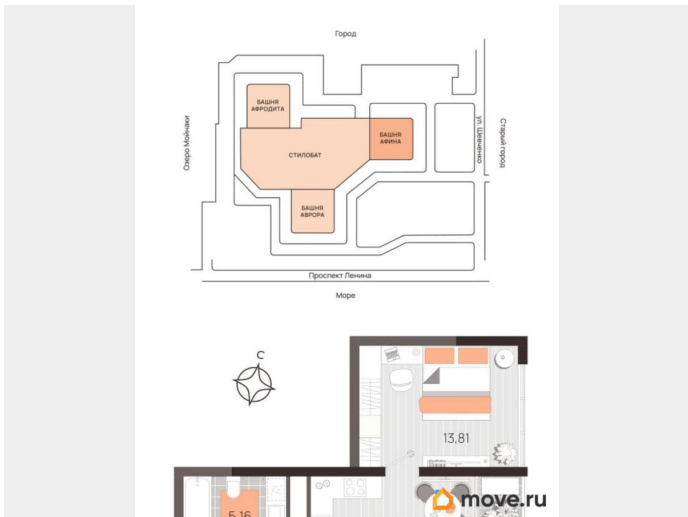 Город
БАШНЯ
АФРОДИТА
Озеро Мойнаки
СТИЛОБАТ
БАШНЯ
АФИНА
ул. Шевченко
Старый город
БАШНЯ
АВРОРА
Проспект Ленина
Море
С
13,81
5,16
move.ru